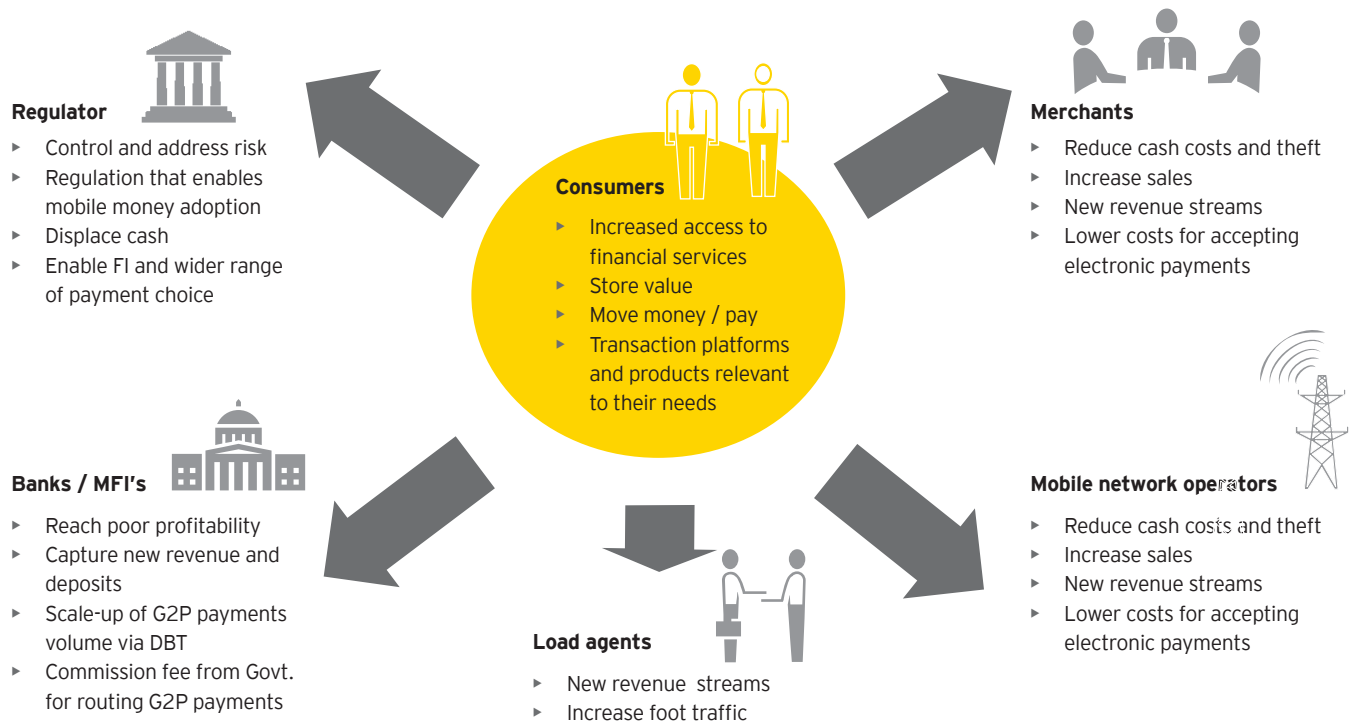 Regulator
▸ Control and address risk
▸ Regulation that enables
mobile money adoption
▸ Displace cash
▸ Enable FI and wider range
of payment choice
Consumers
▸ Increased access to
financial services
▸ Store value
▸ Move money / pay
▸ Transaction platforms
and products relevant
to their needs
Merchants
▸ Reduce cash costs and theft
▸ Increase sales
▸ New revenue streams
▸ Lower costs for accepting
electronic payments
Banks / MFI's
▸ Reach poor profitability
▸ Capture new revenue and
deposits
▸ Scale-up of G2P payments
volume via DBT
▸ Commission fee from Govt.
for routing G2P payments
Load agents
▸ New revenue streams
▸ Increase foot traffic
Mobile network operators
▸ Reduce cash costs and theft
▸ Increase sales
▸ New revenue streams
▸ Lower costs for accepting
electronic payments